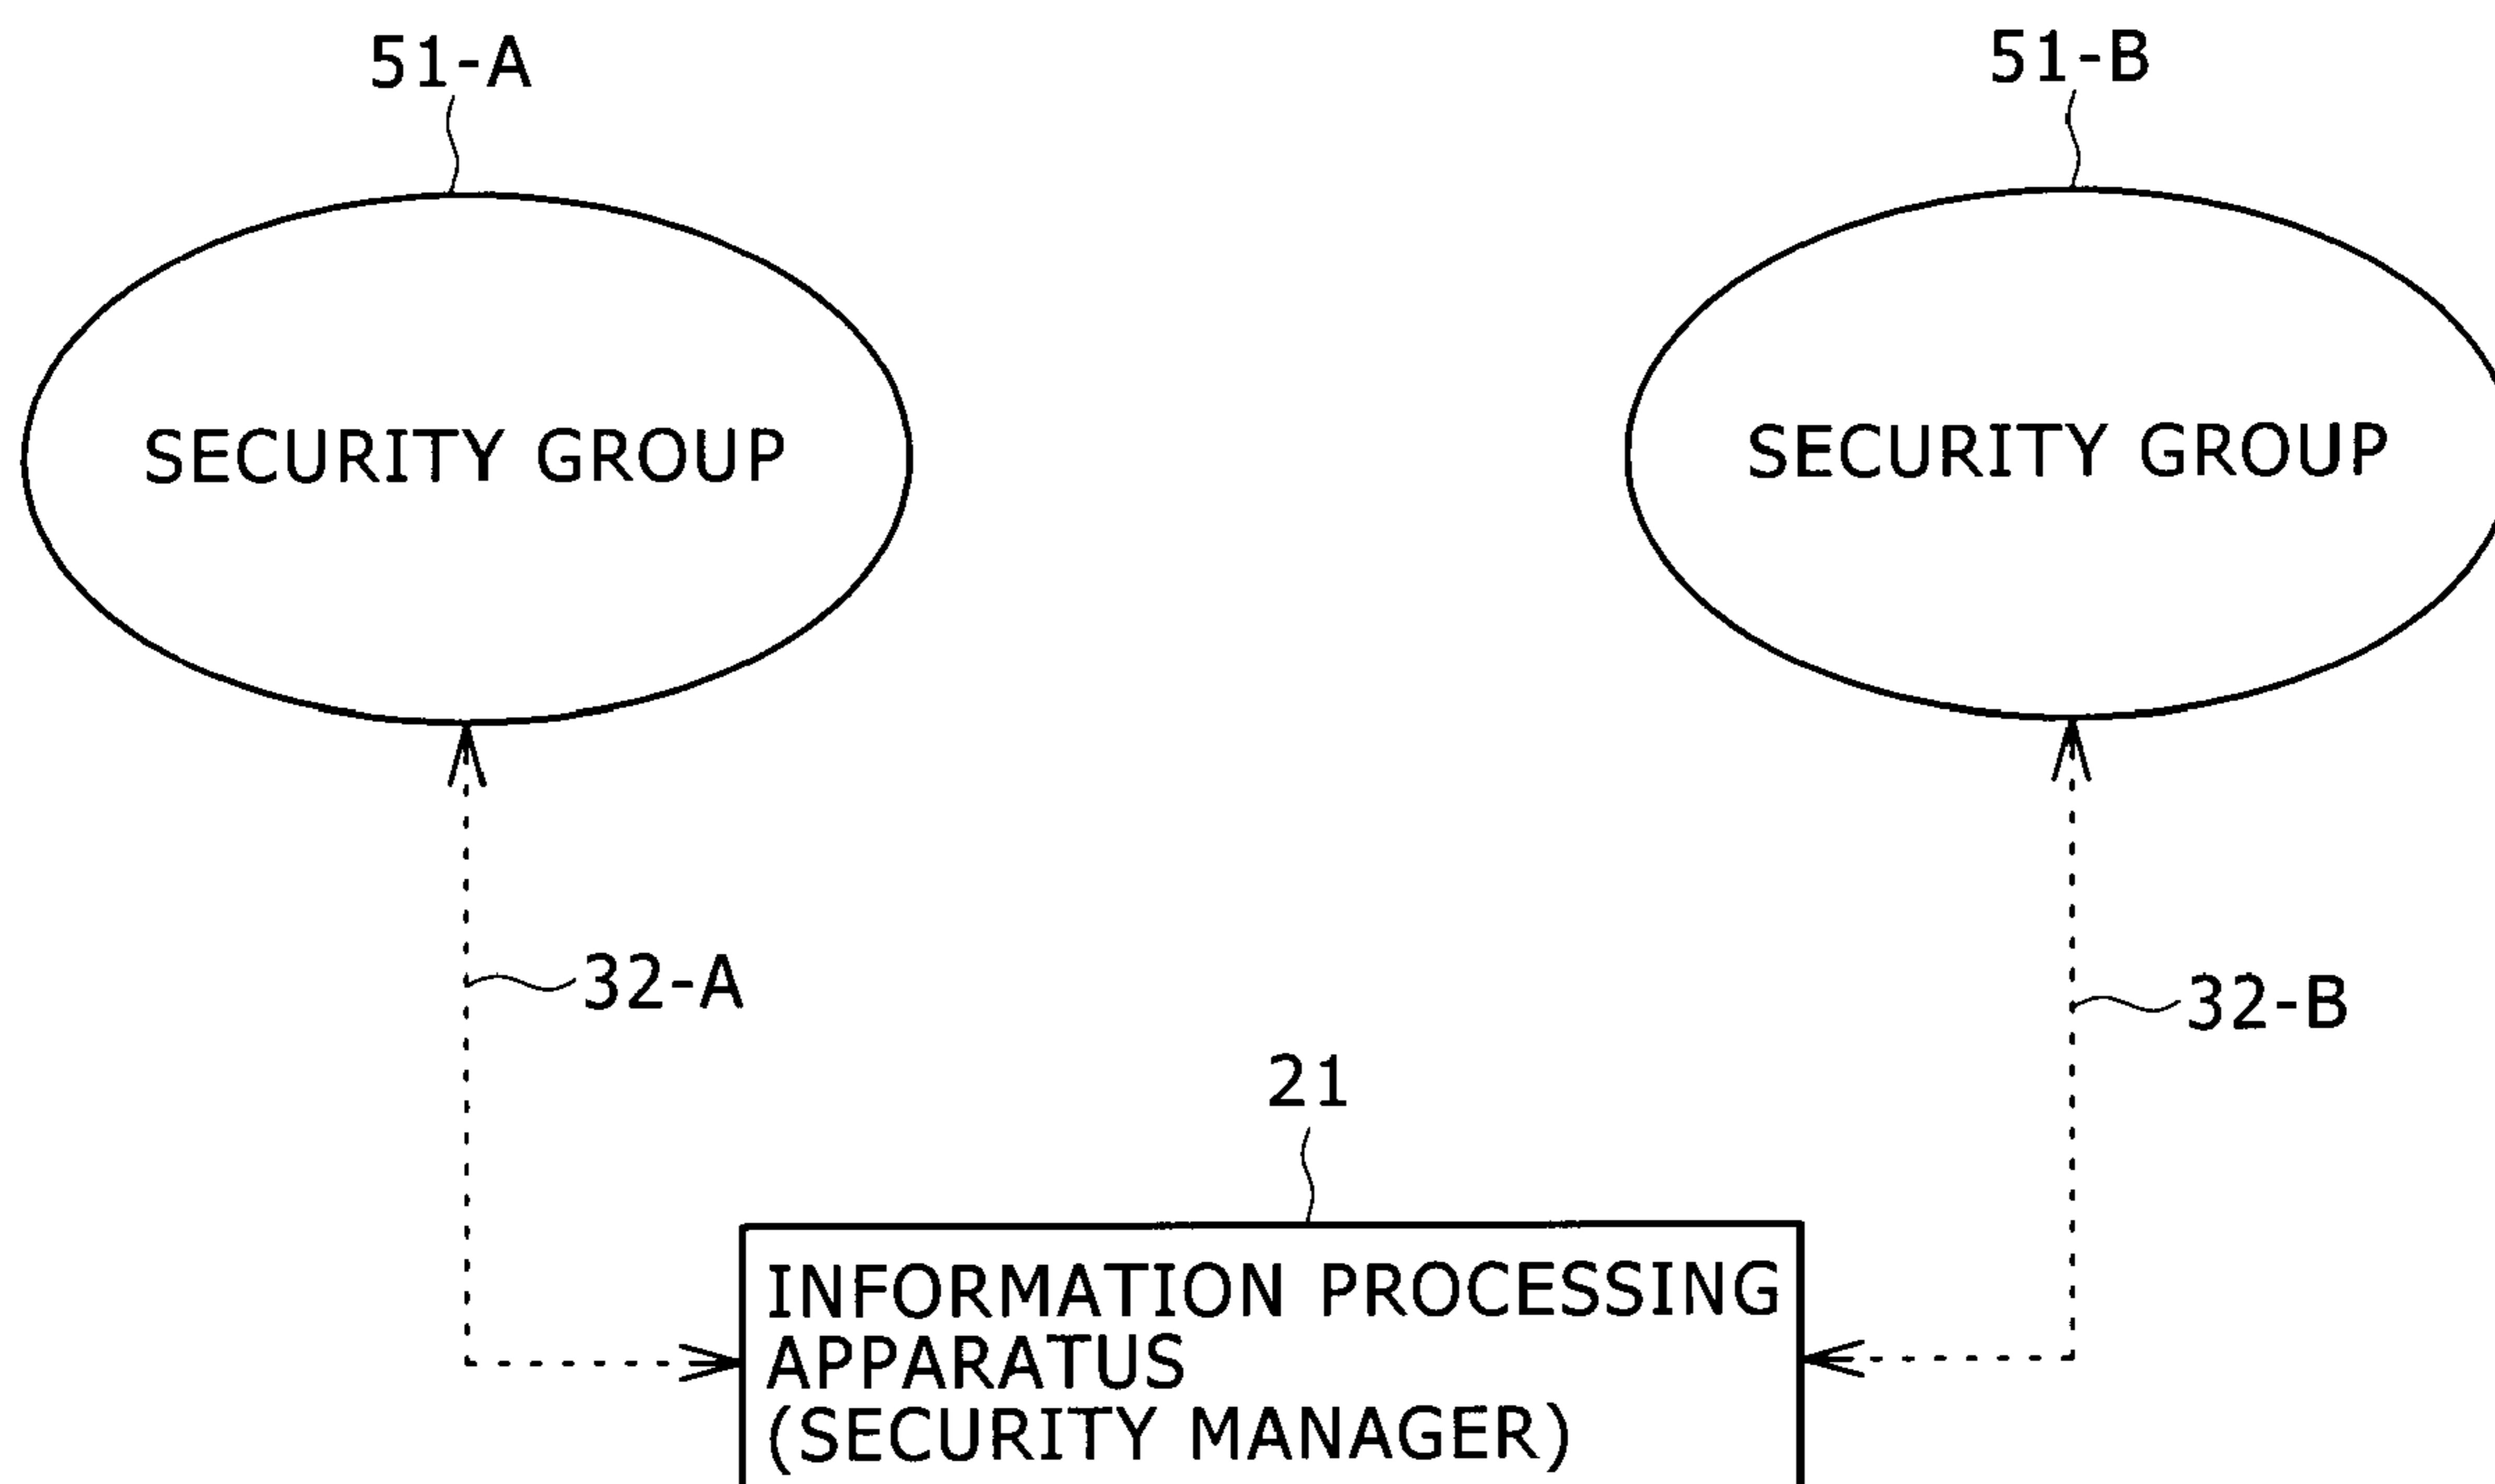 51-A
51-B
SECURITY GROUP
SECURITY GROUP
32-A
32-B
21
INFORMATION PROCESSING
APPARATUS
(SECURITY MANAGER)